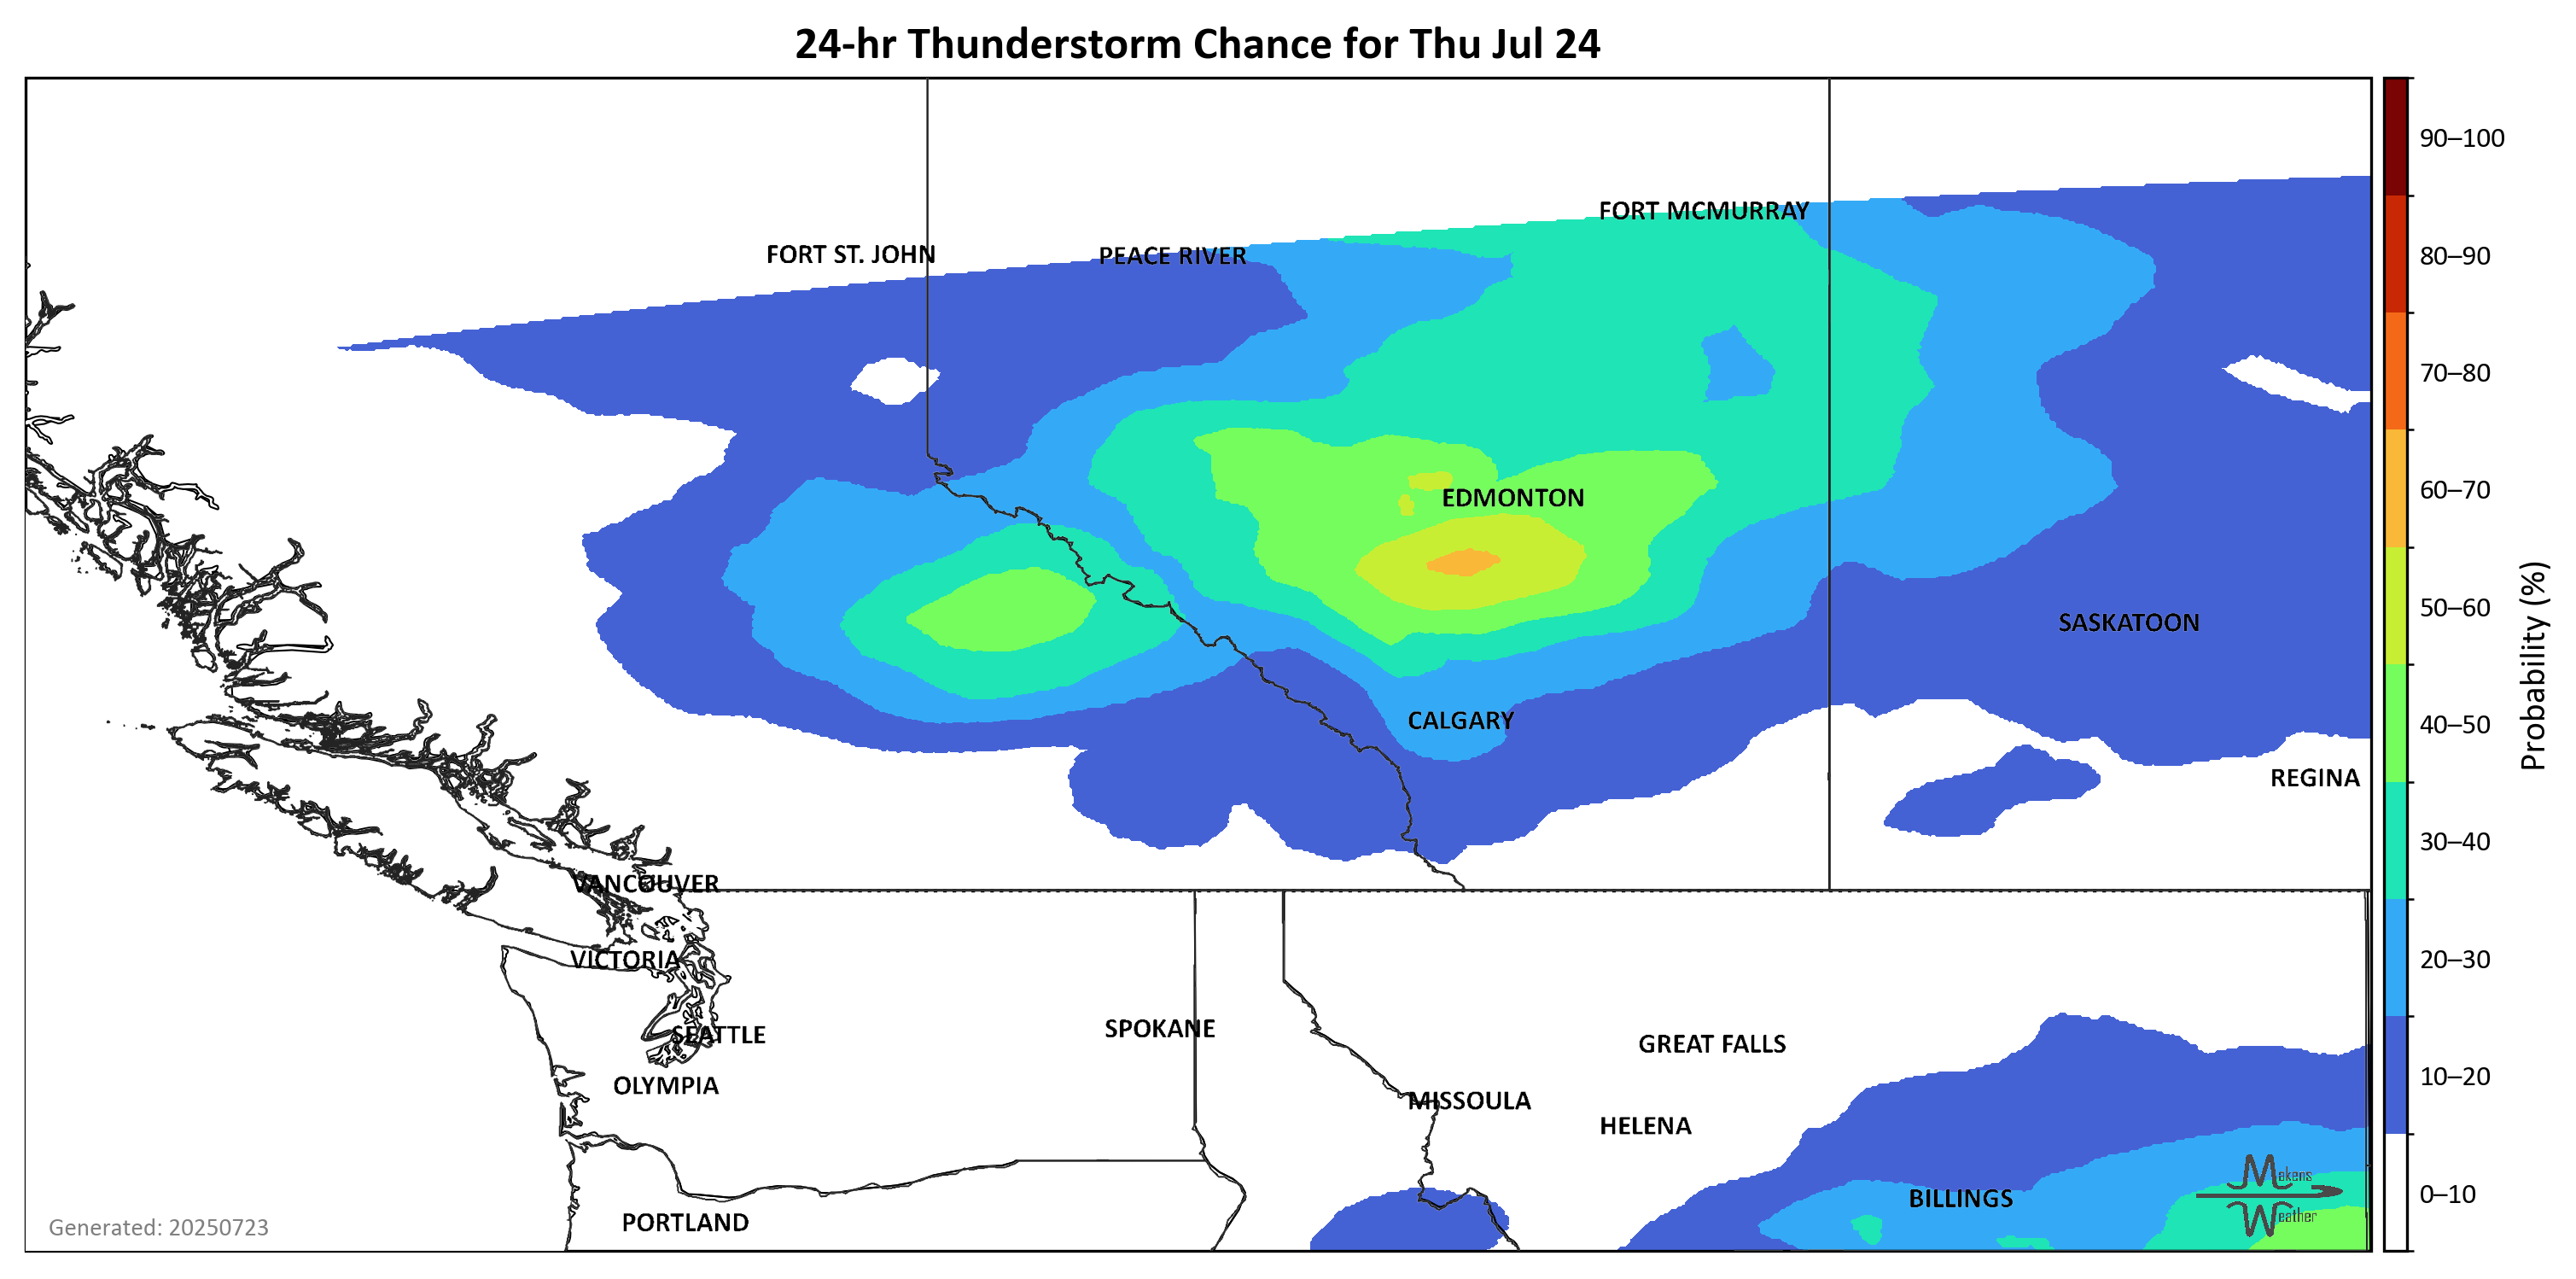 24-hr Thunderstorm Chance for Thu Jul 24
90–100
FORT MCMURRAY
FORT ST. JOHN
PEACE RIVER
80–90
70–80
EDMONTON
60–70
SASKATOON
50–60
CALGARY
40–50
Probability (%)
REGINA
30–40
VANCOUVER
VICTORIA
20–30
SEATTLE
SPOKANE
GREAT FALLS
OLYMPIA
10–20
MISSOULA
HELENA
Makens
Weather
BILLINGS
0–10
PORTLAND
Generated: 20250723